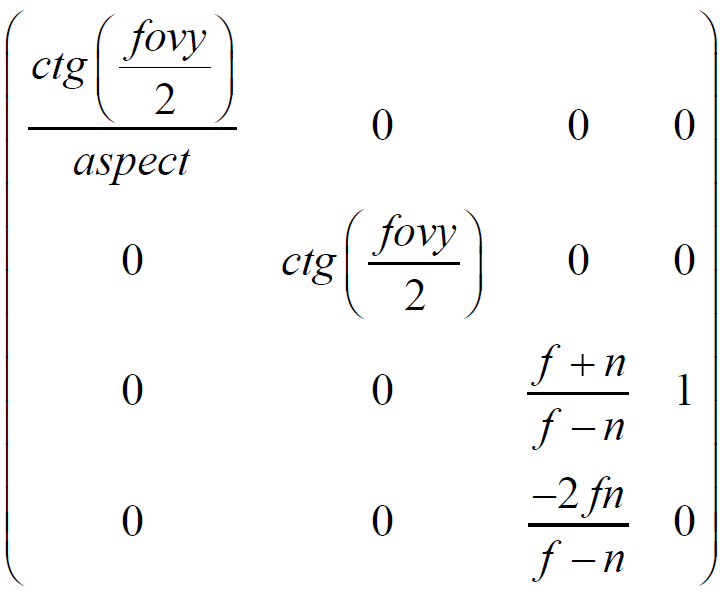 ctg(fovy/2)/aspect 0 0 0
0 ctg(fovy/2) 0 0
0 0 (f + n)/(f − n) 1
0 0 (−2fn)/(f − n) 0